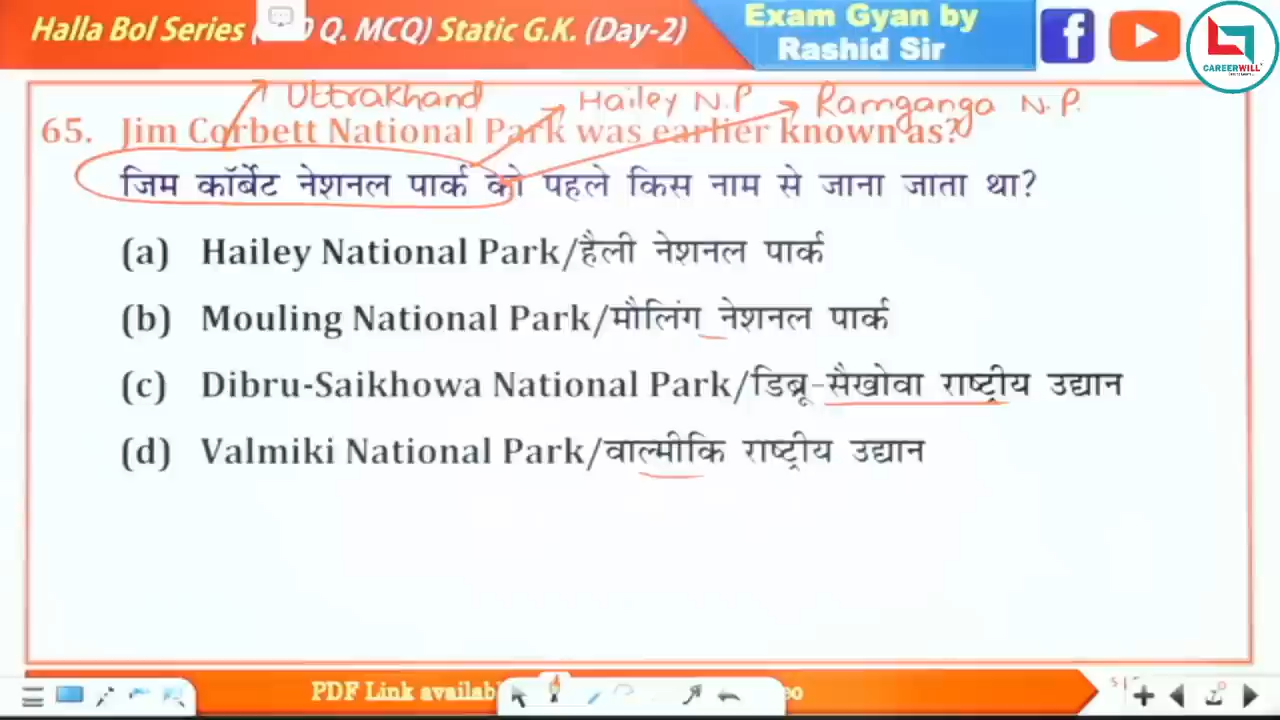 Halla Bol Series 0 Q. MCQ) Static G.K. (Day-2)
Exam Gyan by
Rashid Sir
CAREERWILL
Uttrakhand Hailey N.P Ramganga N.P.
65. Jim Corbett National Park was earlier known as?
जिम कॉर्बेट नेशनल पार्क को पहले किस नाम से जाना जाता था?
(a) Hailey National Park/हैली नेशनल पार्क
(b) Mouling National Park/मौलिंग नेशनल पार्क
(c) Dibru-Saikhowa National Park/डिब्रू-सैखोवा राष्ट्रीय उद्यान
(d) Valmiki National Park/वाल्मीकि राष्ट्रीय उद्यान
PDF Link availab eo